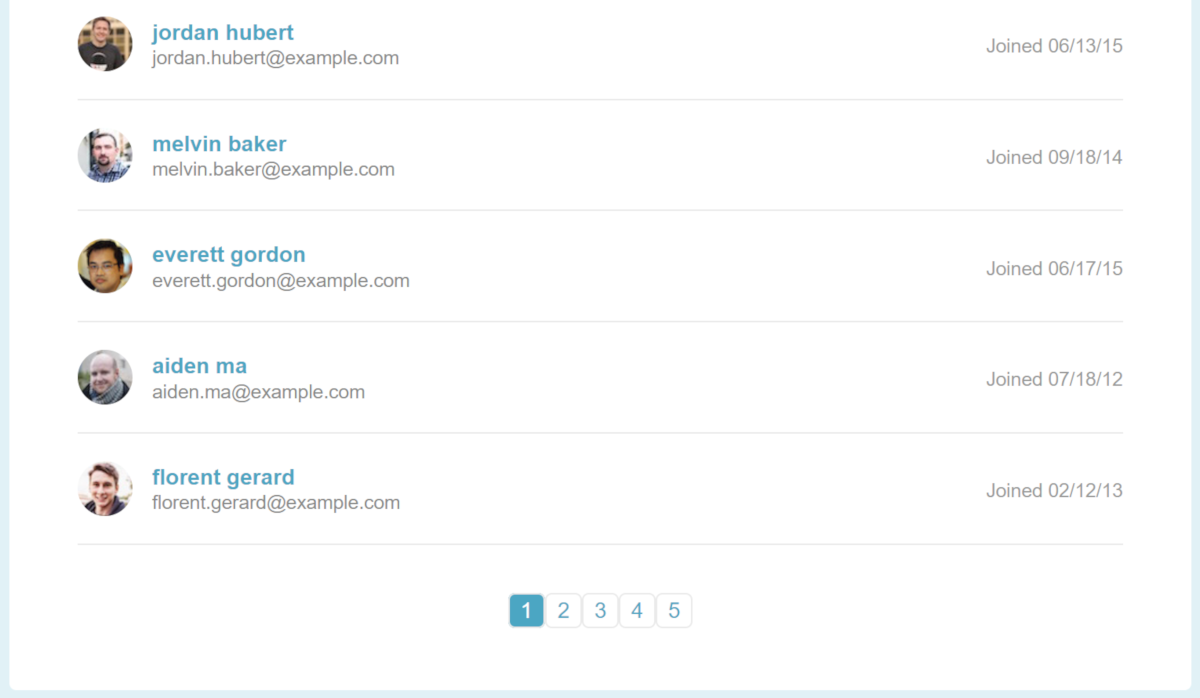 jordan hubert
jordan.hubert@example.com
Joined 06/13/15
melvin baker
melvin.baker@example.com
Joined 09/18/14
everett gordon
everett.gordon@example.com
Joined 06/17/15
aiden ma
aiden.ma@example.com
Joined 07/18/12
florent gerard
florent.gerard@example.com
Joined 02/12/13
1 2 3 4 5